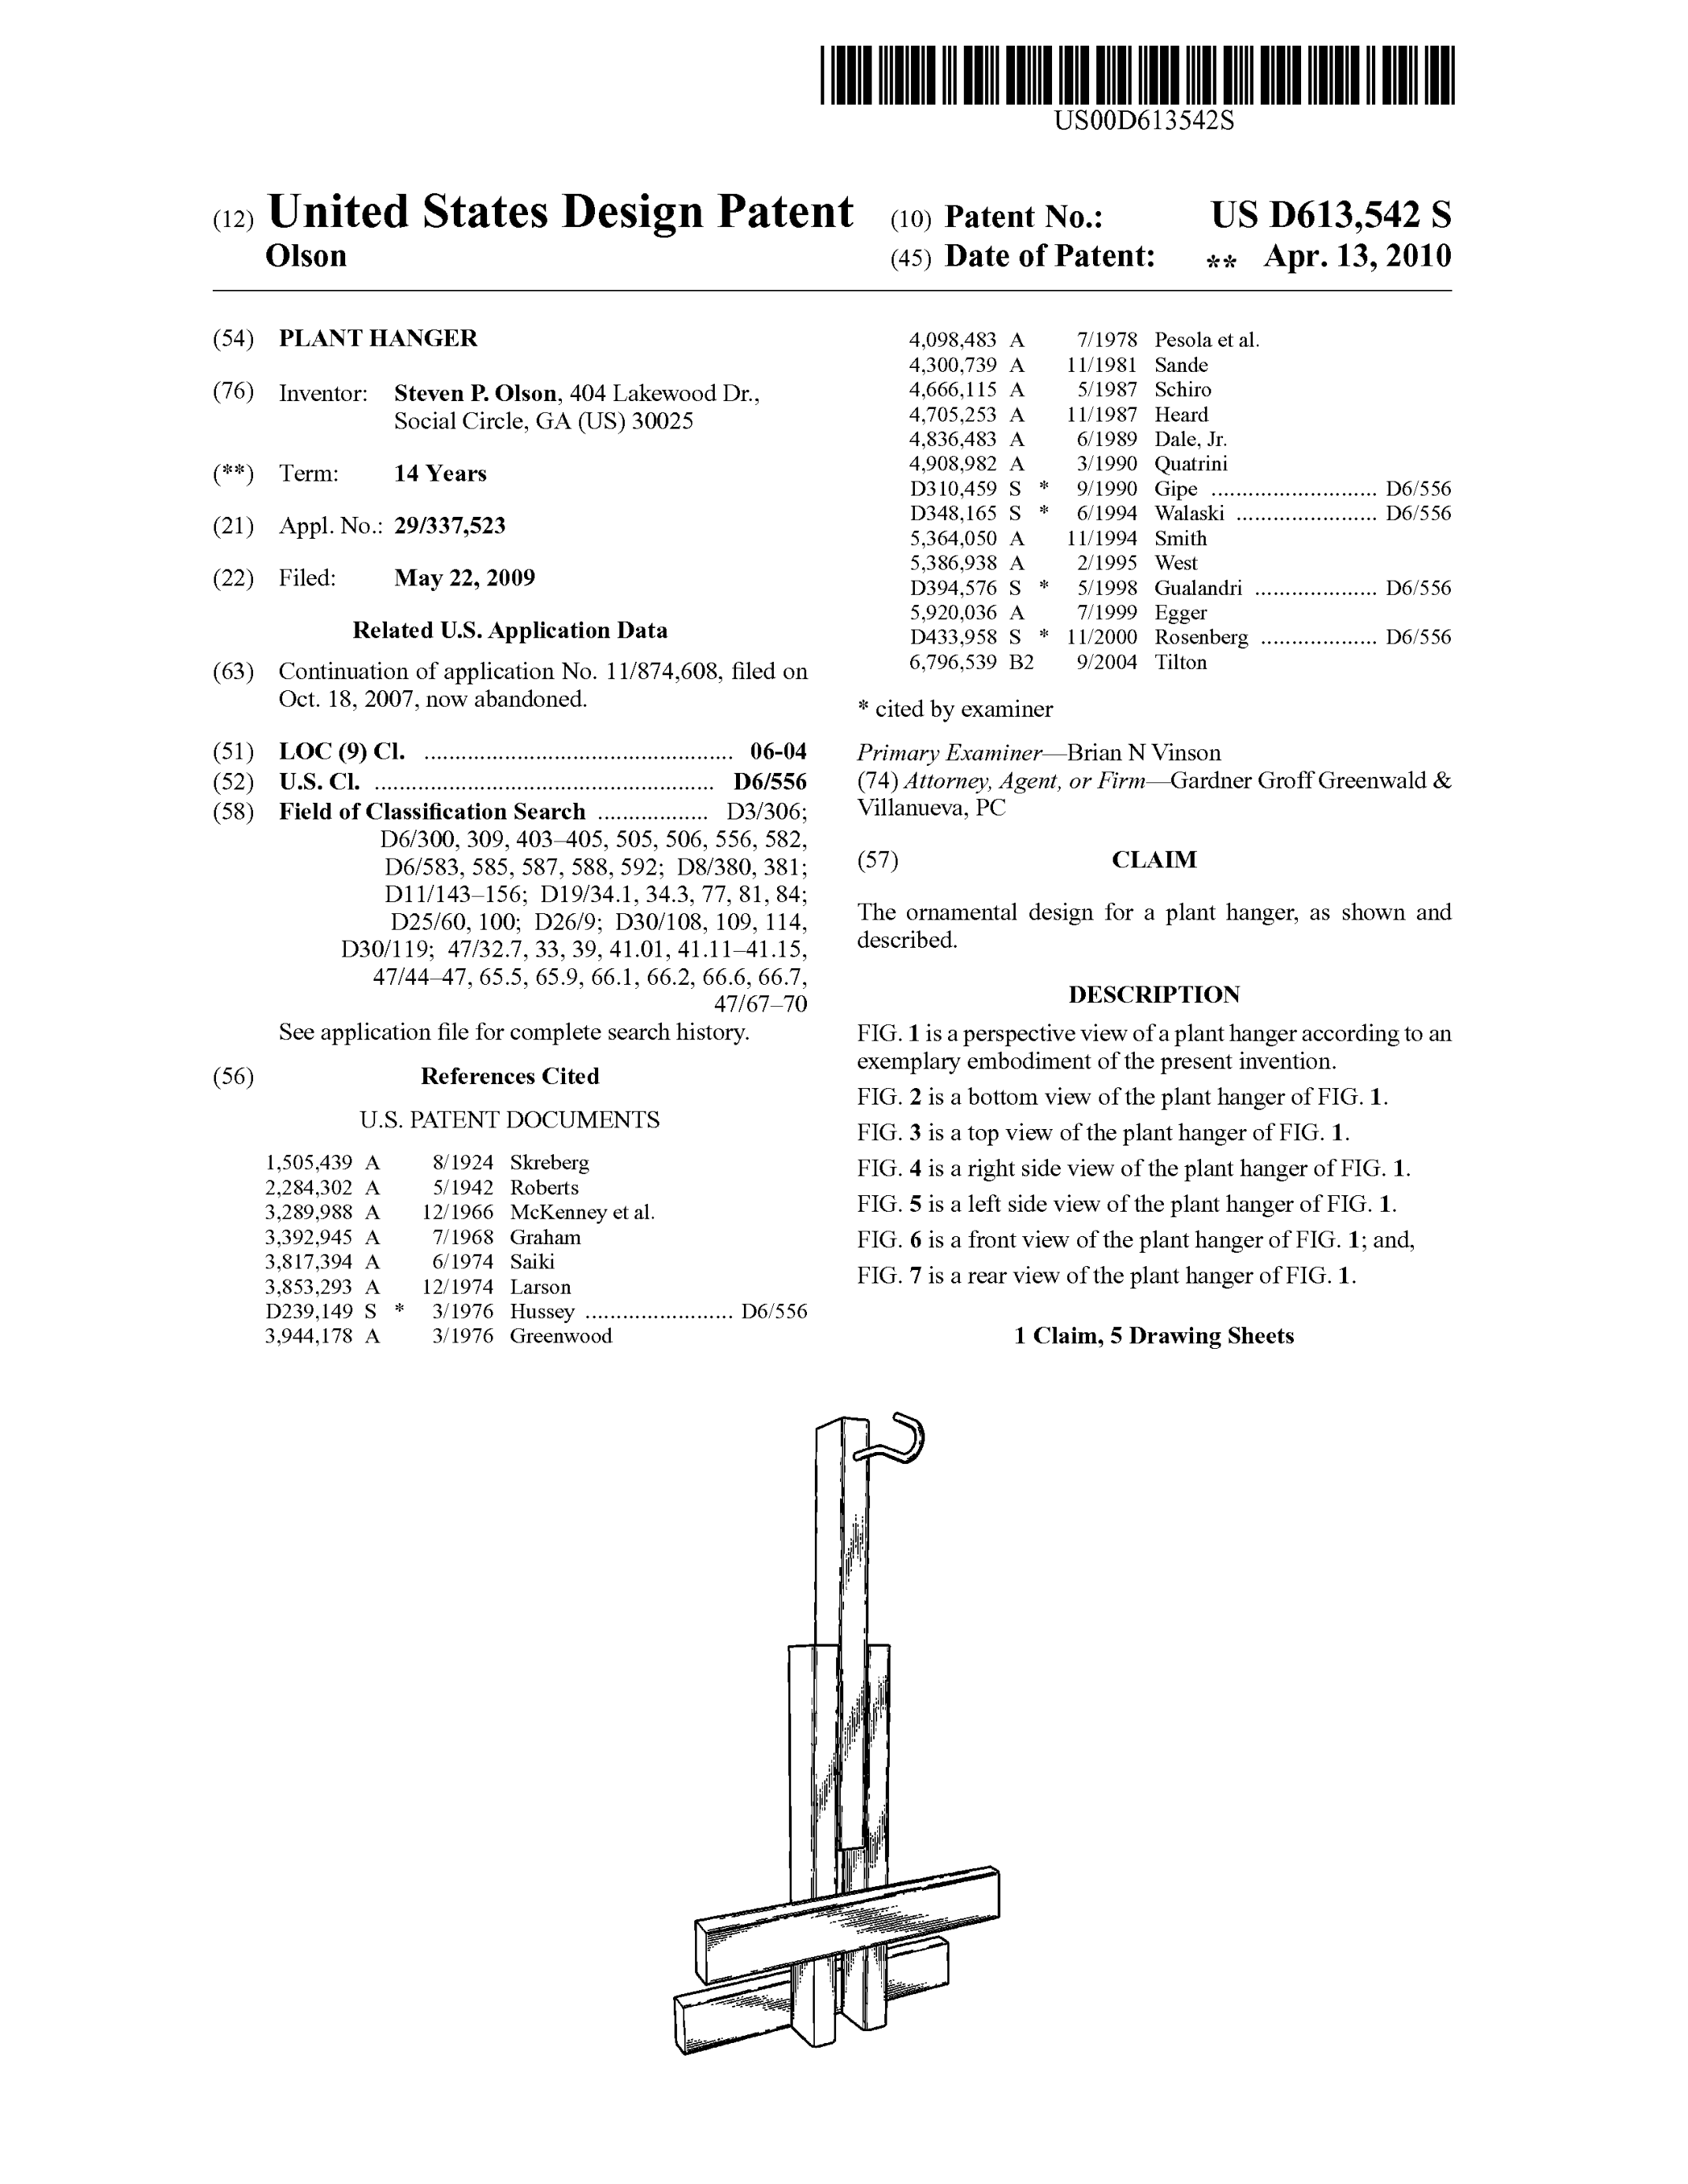 US00D613542S
(12) United States Design Patent
Olson
(10) Patent No.: US D613,542 S
(45) Date of Patent: ** Apr. 13, 2010
(54) PLANT HANGER
(76) Inventor: Steven P. Olson, 404 Lakewood Dr.,
Social Circle, GA (US) 30025
(**) Term: 14 Years
(21) Appl. No.: 29/337,523
(22) Filed: May 22, 2009
Related U.S. Application Data
(63) Continuation of application No. 11/874,608, filed on
Oct. 18, 2007, now abandoned.
(51) LOC (9) Cl. .................................................. 06-04
(52) U.S. Cl. ....................................................... D6/556
(58) Field of Classification Search .................. D3/306;
D6/300, 309, 403–405, 505, 506, 556, 582,
D6/583, 585, 587, 588, 592; D8/380, 381;
D11/143–156; D19/34.1, 34.3, 77, 81, 84;
D25/60, 100; D26/9; D30/108, 109, 114,
D30/119; 47/32.7, 33, 39, 41.01, 41.11–41.15,
47/44–47, 65.5, 65.9, 66.1, 66.2, 66.6, 66.7,
47/67–70
See application file for complete search history.
(56) References Cited
U.S. PATENT DOCUMENTS
1,505,439 A 8/1924 Skreberg
2,284,302 A 5/1942 Roberts
3,289,988 A 12/1966 McKenney et al.
3,392,945 A 7/1968 Graham
3,817,394 A 6/1974 Saiki
3,853,293 A 12/1974 Larson
D239,149 S * 3/1976 Hussey ........................ D6/556
3,944,178 A 3/1976 Greenwood
4,098,483 A 7/1978 Pesola et al.
4,300,739 A 11/1981 Sande
4,666,115 A 5/1987 Schiro
4,705,253 A 11/1987 Heard
4,836,483 A 6/1989 Dale, Jr.
4,908,982 A 3/1990 Quatrini
D310,459 S * 9/1990 Gipe ........................... D6/556
D348,165 S * 6/1994 Walaski ....................... D6/556
5,364,050 A 11/1994 Smith
5,386,938 A 2/1995 West
D394,576 S * 5/1998 Gualandri .................... D6/556
5,920,036 A 7/1999 Egger
D433,958 S * 11/2000 Rosenberg ................... D6/556
6,796,539 B2 9/2004 Tilton
* cited by examiner
Primary Examiner—Brian N Vinson
(74) Attorney, Agent, or Firm—Gardner Groff Greenwald &
Villanueva, PC
(57) CLAIM
The ornamental design for a plant hanger, as shown and
described.
DESCRIPTION
FIG. 1 is a perspective view of a plant hanger according to an
exemplary embodiment of the present invention.
FIG. 2 is a bottom view of the plant hanger of FIG. 1.
FIG. 3 is a top view of the plant hanger of FIG. 1.
FIG. 4 is a right side view of the plant hanger of FIG. 1.
FIG. 5 is a left side view of the plant hanger of FIG. 1.
FIG. 6 is a front view of the plant hanger of FIG. 1; and,
FIG. 7 is a rear view of the plant hanger of FIG. 1.
1 Claim, 5 Drawing Sheets